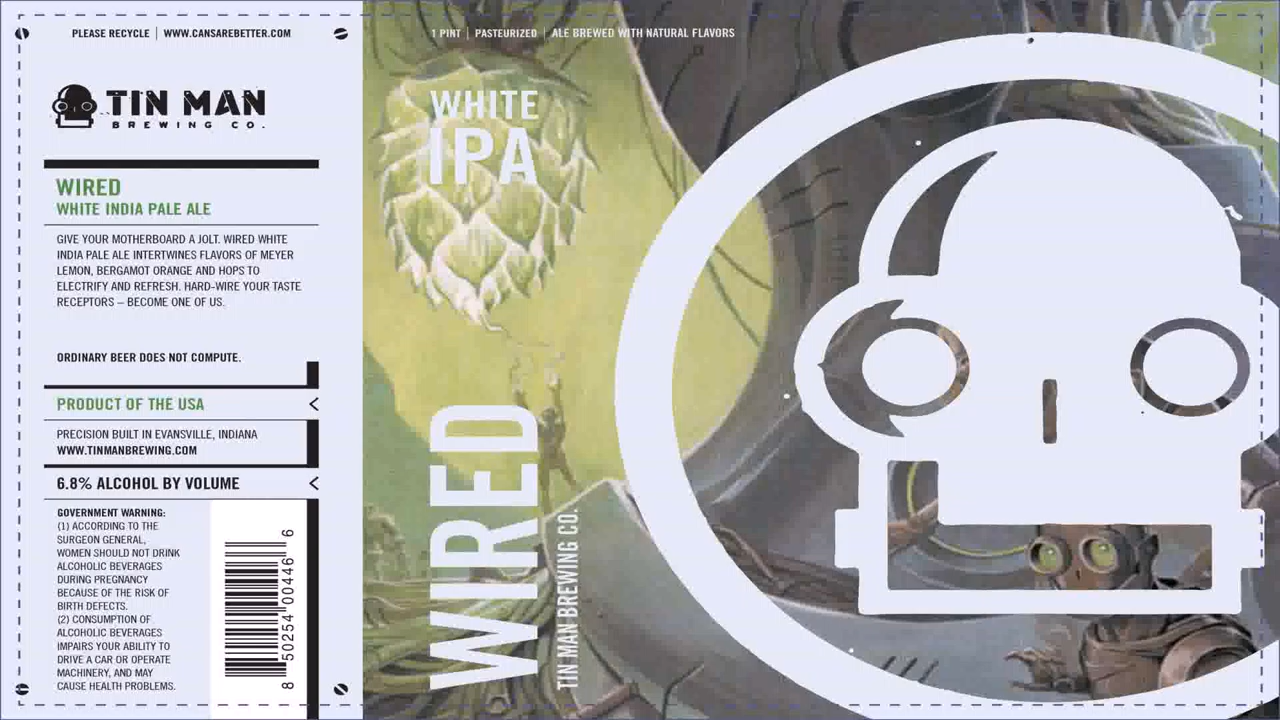 PLEASE RECYCLE | WWW.CANSAREBETTER.COM
TIN MAN
BREWING CO.
WIRED
WHITE INDIA PALE ALE
GIVE YOUR MOTHERBOARD A JOLT. WIRED WHITE
INDIA PALE ALE INTERTWINES FLAVORS OF MEYER
LEMON, BERGAMOT ORANGE AND HOPS TO
ELECTRIFY AND REFRESH. HARD-WIRE YOUR TASTE
RECEPTORS – BECOME ONE OF US.
ORDINARY BEER DOES NOT COMPUTE.
PRODUCT OF THE USA
PRECISION BUILT IN EVANSVILLE, INDIANA
WWW.TINMANBREWING.COM
6.8% ALCOHOL BY VOLUME
GOVERNMENT WARNING:
(1) ACCORDING TO THE
SURGEON GENERAL,
WOMEN SHOULD NOT DRINK
ALCOHOLIC BEVERAGES
DURING PREGNANCY
BECAUSE OF THE RISK OF
BIRTH DEFECTS.
(2) CONSUMPTION OF
ALCOHOLIC BEVERAGES
IMPAIRS YOUR ABILITY TO
DRIVE A CAR OR OPERATE
MACHINERY, AND MAY
CAUSE HEALTH PROBLEMS.
8 50254 00446 6
1 PINT | PASTEURIZED | ALE BREWED WITH NATURAL FLAVORS
WHITE
IPA
WIRED
TIN MAN BREWING CO.